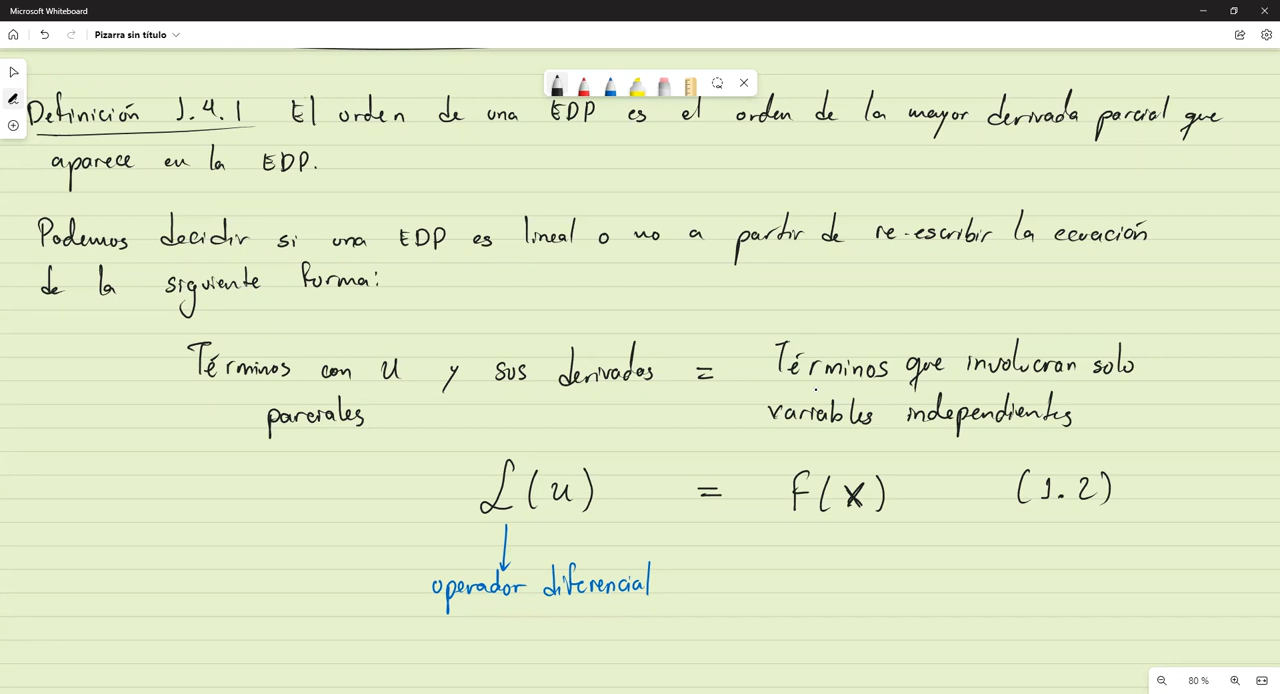 Microsoft Whiteboard
Pizarra sin título
Definición 1.4.1 El orden de una EDP es el orden de la mayor derivada parcial que
aparece en la EDP.
Podemos decidir si una EDP es lineal o no a partir de re-escribir la ecuación
de la siguiente forma:
Términos con u y sus derivados = Términos que involucran solo
parciales variables independientes
ℒ(u) = F(x) (1.2)
operador diferencial
80 %